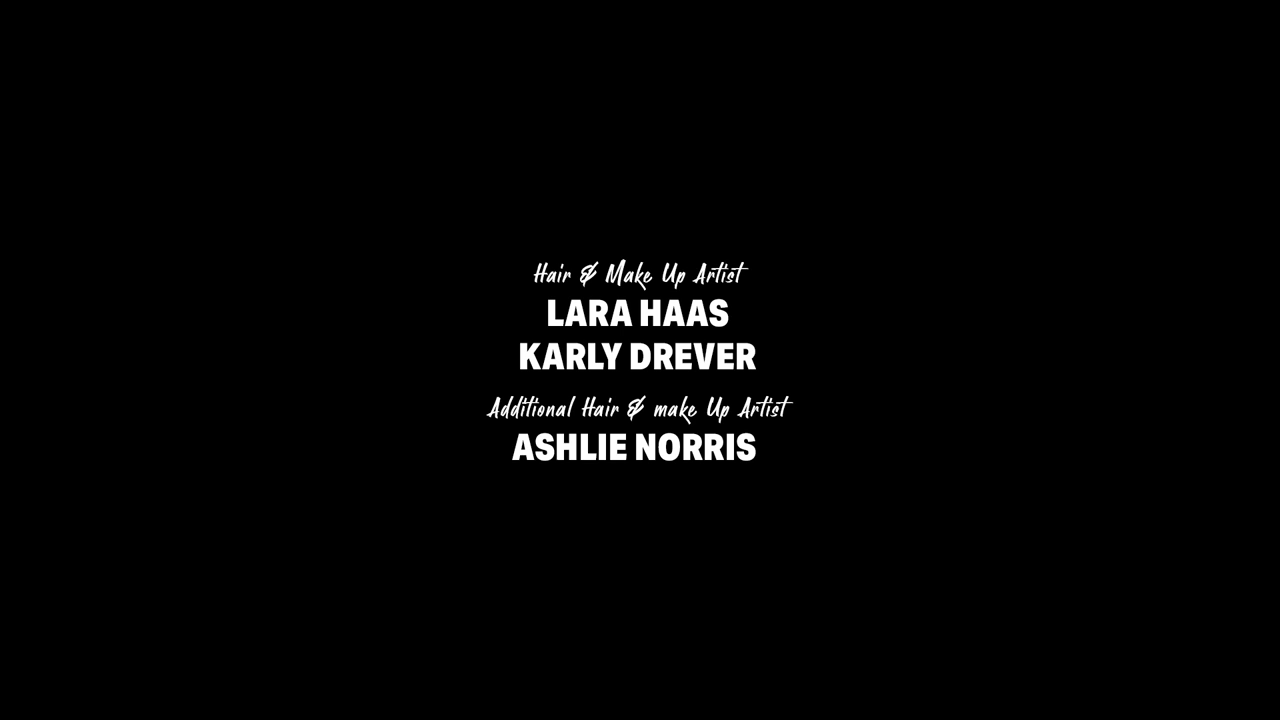 Hair & Make Up Artist
LARA HAAS
KARLY DREVER
Additional Hair & make Up Artist
ASHLIE NORRIS